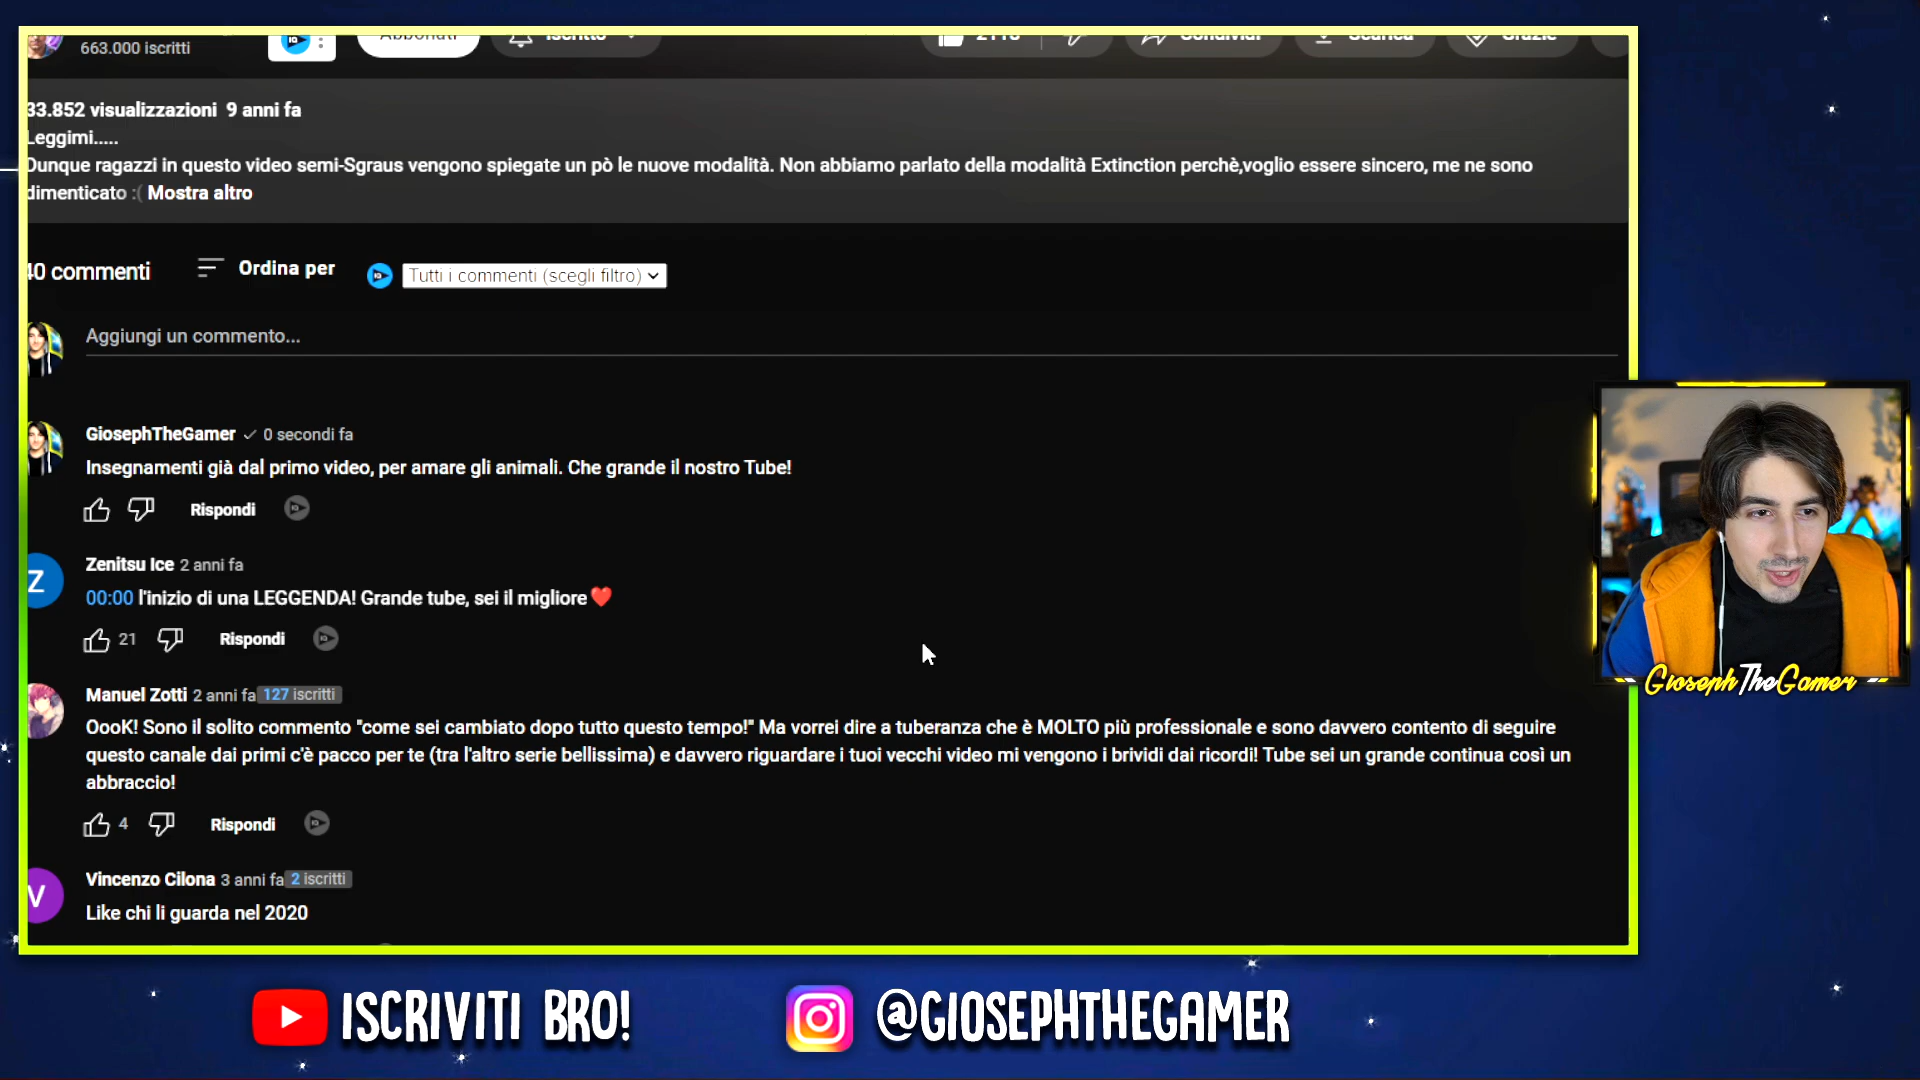 663.000 iscritti
Abbonati
Iscritto
2118
Condividi
Scarica
Grazie
33.852 visualizzazioni 9 anni fa
Leggimi.....
Dunque ragazzi in questo video semi-Sgraus vengono spiegate un pò le nuove modalità. Non abbiamo parlato della modalità Extinction perchè,voglio essere sincero, me ne sono
dimenticato :( Mostra altro
40 commenti
Ordina per
Tutti i commenti (scegli filtro)
Aggiungi un commento...
GiosephTheGamer 0 secondi fa
Insegnamenti già dal primo video, per amare gli animali. Che grande il nostro Tube!
Rispondi
Z
Zenitsu Ice 2 anni fa
00:00 l'inizio di una LEGGENDA! Grande tube, sei il migliore❤️
21
Rispondi
Manuel Zotti 2 anni fa 127 iscritti
OooK! Sono il solito commento "come sei cambiato dopo tutto questo tempo!" Ma vorrei dire a tuberanza che è MOLTO più professionale e sono davvero contento di seguire
questo canale dai primi c'è pacco per te (tra l'altro serie bellissima) e davvero riguardare i tuoi vecchi video mi vengono i brividi dai ricordi! Tube sei un grande continua così un
abbraccio!
4
Rispondi
V
Vincenzo Cilona 3 anni fa 2 iscritti
Like chi li guarda nel 2020
GiosephTheGamer
ISCRIVITI BRO!
@GIOSEPHTHEGAMER